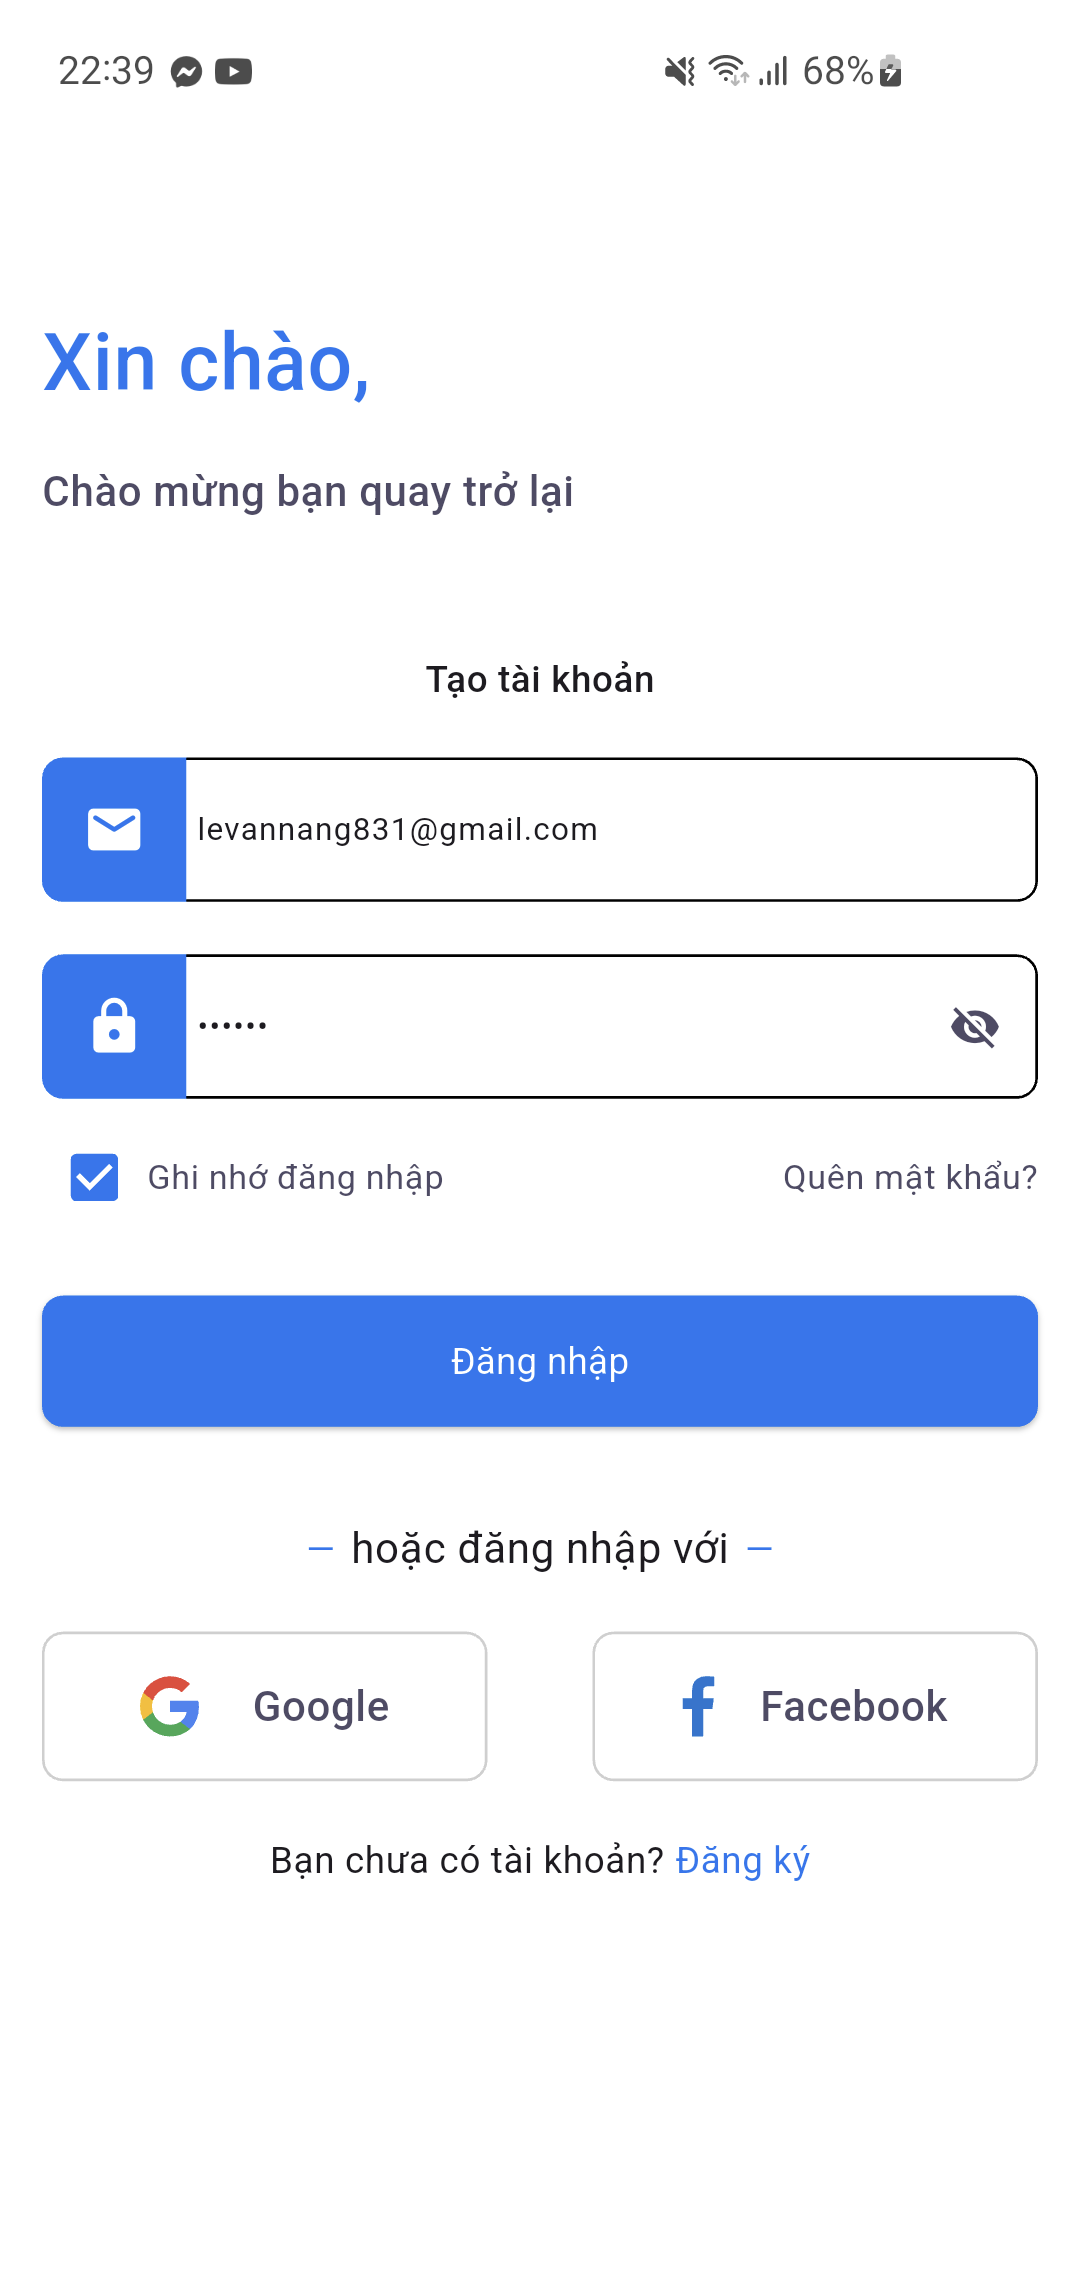 22:39 68%
Xin chào,
Chào mừng bạn quay trở lại
Tạo tài khoản
levannang831@gmail.com
••••••
Ghi nhớ đăng nhập Quên mật khẩu?
Đăng nhập
— hoặc đăng nhập với —
Google Facebook
Bạn chưa có tài khoản? Đăng ký